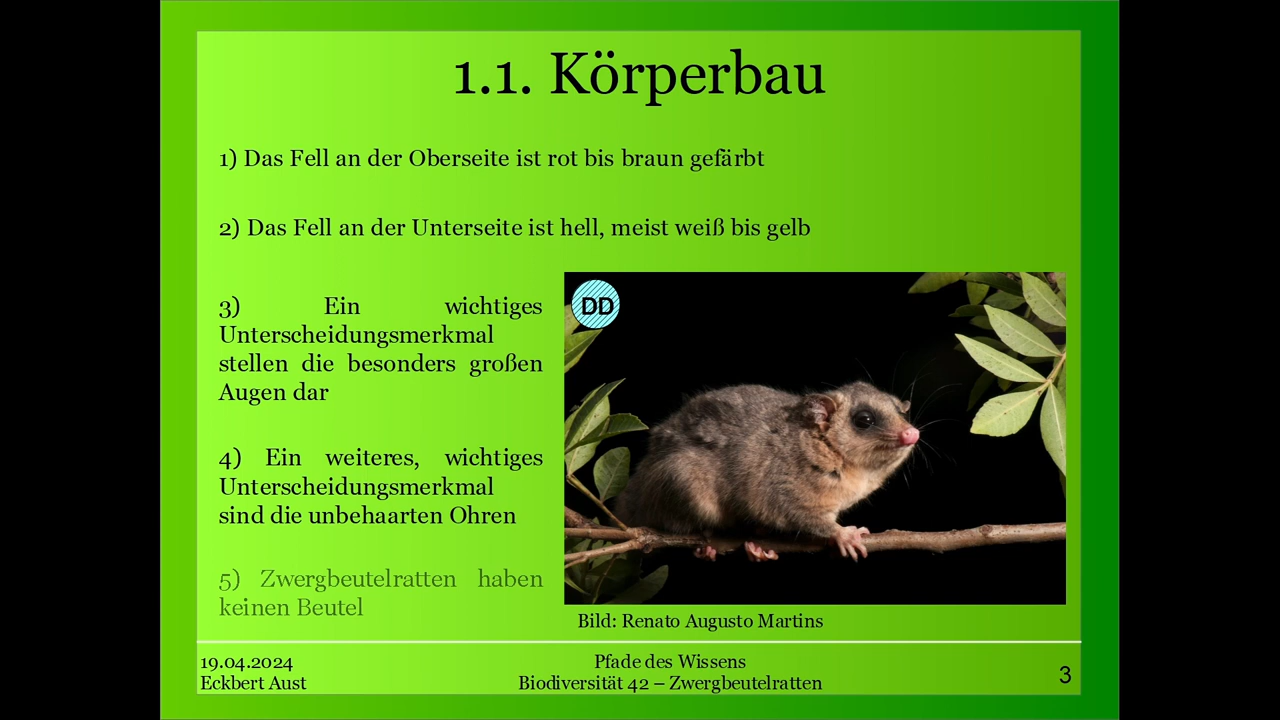 1.1. Körperbau
1) Das Fell an der Oberseite ist rot bis braun gefärbt
2) Das Fell an der Unterseite ist hell, meist weiß bis gelb
3) Ein wichtiges
Unterscheidungsmerkmal
stellen die besonders großen
Augen dar
4) Ein weiteres, wichtiges
Unterscheidungsmerkmal
sind die unbehaarten Ohren
5) Zwergbeutelratten haben
keinen Beutel
DD
Bild: Renato Augusto Martins
19.04.2024
Eckbert Aust
Pfade des Wissens
Biodiversität 42 – Zwergbeutelratten
3